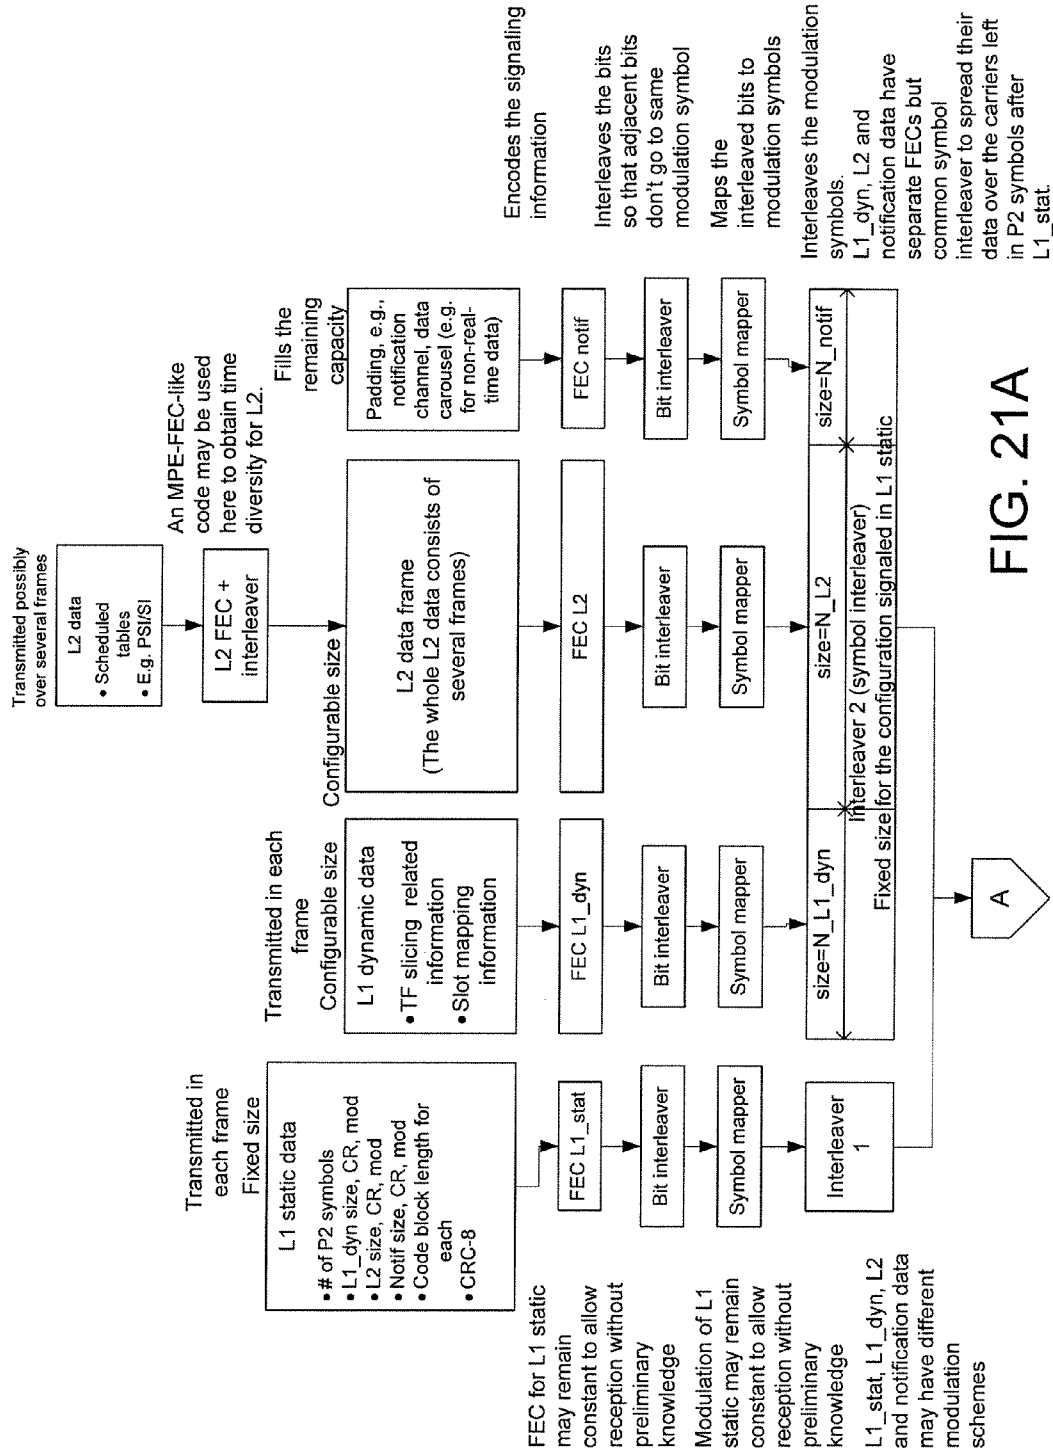 Transmitted possibly
over several frames
L2 data
• Scheduled
tables
• E.g. PSI/SI
An MPE-FEC-like
code may be used
here to obtain time
diversity for L2.
L2 FEC +
interleaver
Transmitted in
each frame
Fixed size
L1 static data
• # of P2 symbols
• L1_dyn size, CR, mod
• L2 size, CR, mod
• Notif size, CR, mod
• Code block length for
each
• CRC-8
Transmitted in each
frame
Configurable size
L1 dynamic data
• TF slicing related
information
• Slot mapping
information
Configurable size
L2 data frame
(The whole L2 data consists of
several frames)
Fills the
remaining
capacity
Padding, e.g.,
notification
channel, data
carousel (e.g.
for non-real-
time data)
FEC for L1 static
may remain
constant to allow
reception without
preliminary
knowledge
FEC L1_stat
FEC L1_dyn
FEC L2
FEC notif
Encodes the signaling
information
Bit interleaver
Bit interleaver
Bit interleaver
Bit interleaver
Interleaves the bits
so that adjacent bits
don't go to same
modulation symbol
Modulation of L1
static may remain
constant to allow
reception without
preliminary
knowledge
Symbol mapper
Symbol mapper
Symbol mapper
Symbol mapper
Maps the
interleaved bits to
modulation symbols
L1_stat, L1_dyn, L2
and notification data
may have different
modulation
schemes
Interleaver
1
size=N_L1_dyn
size=N_L2
size=N_notif
Interleaver 2 (symbol interleaver)
Fixed size for the configuration signaled in L1 static
Interleaves the modulation
symbols.
L1_dyn, L2 and
notification data have
separate FECs but
common symbol
interleaver to spread their
data over the carriers left
in P2 symbols after
L1_stat.
A
FIG. 21A